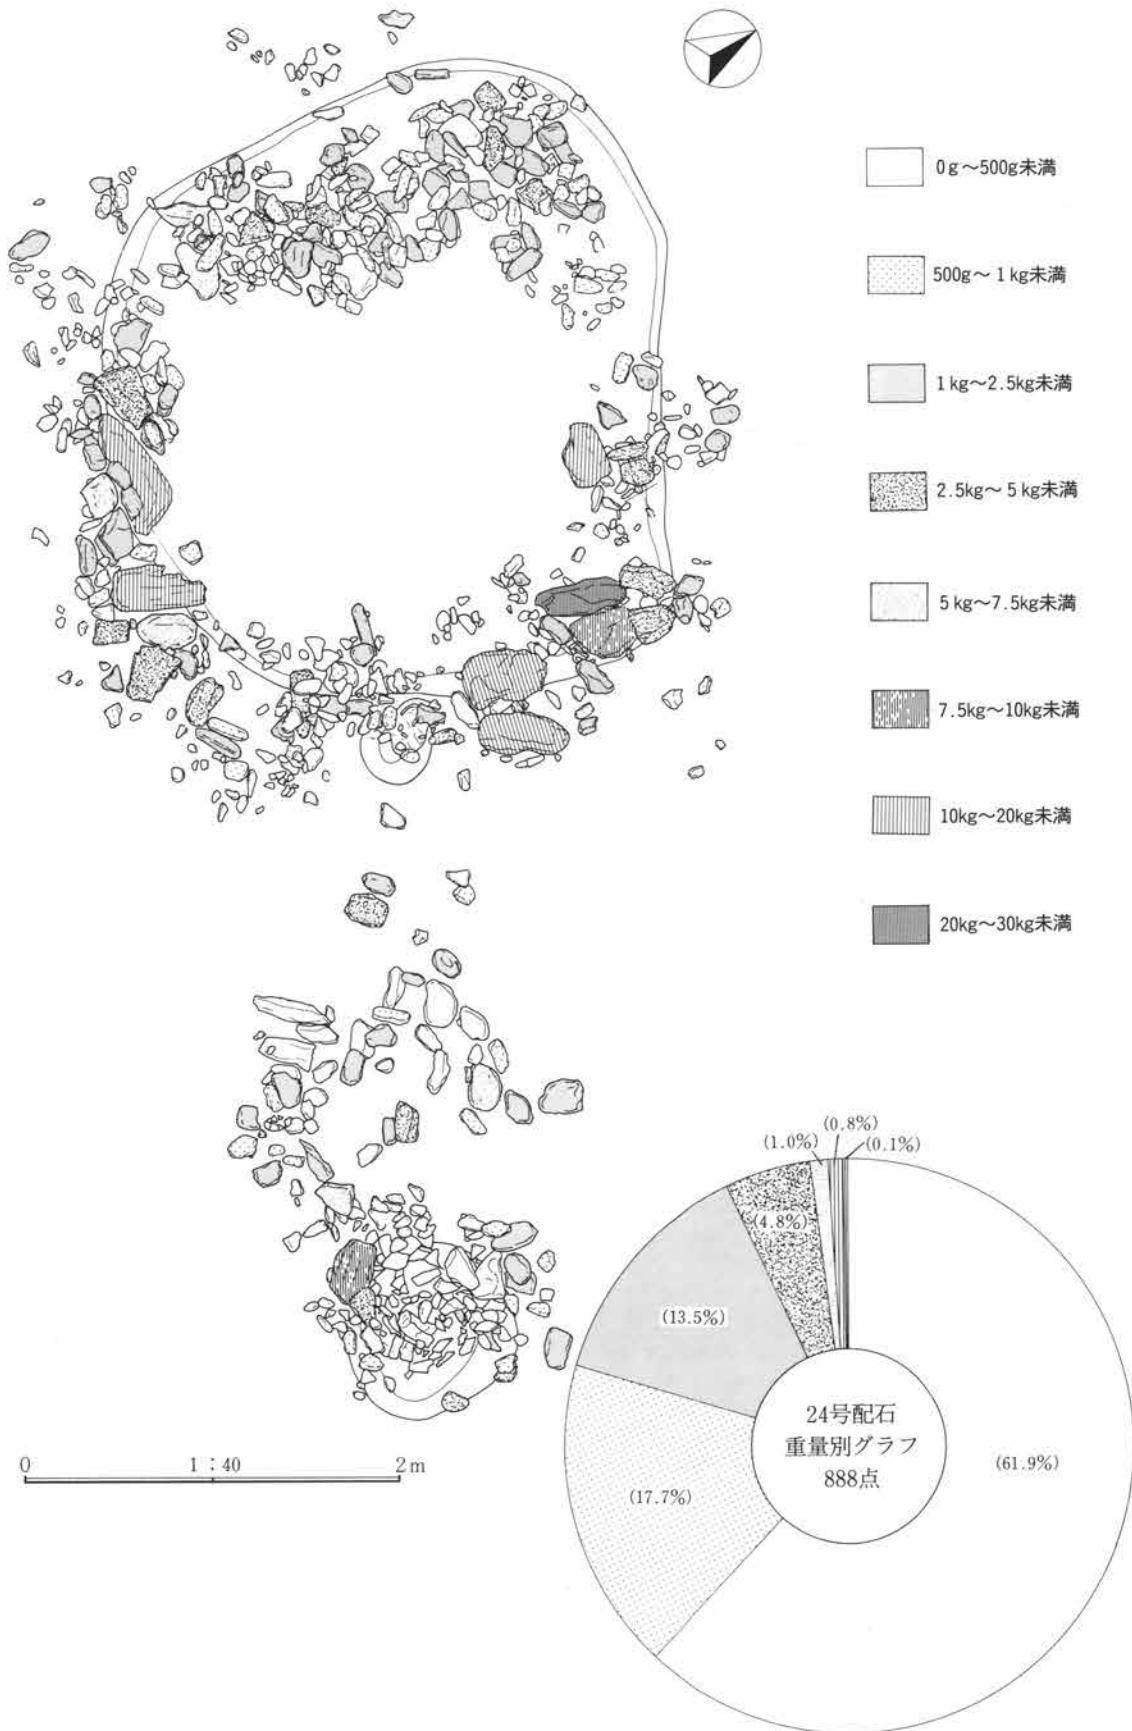 0g～500g未満
500g～1kg未満
1kg～2.5kg未満
2.5kg～5kg未満
5kg～7.5kg未満
7.5kg～10kg未満
10kg～20kg未満
20kg～30kg未満
(0.8%)
(1.0%)
(0.1%)
(4.8%)
(13.5%)
(17.7%)
(61.9%)
24号配石
重量別グラフ
888点
0 1：40 2m